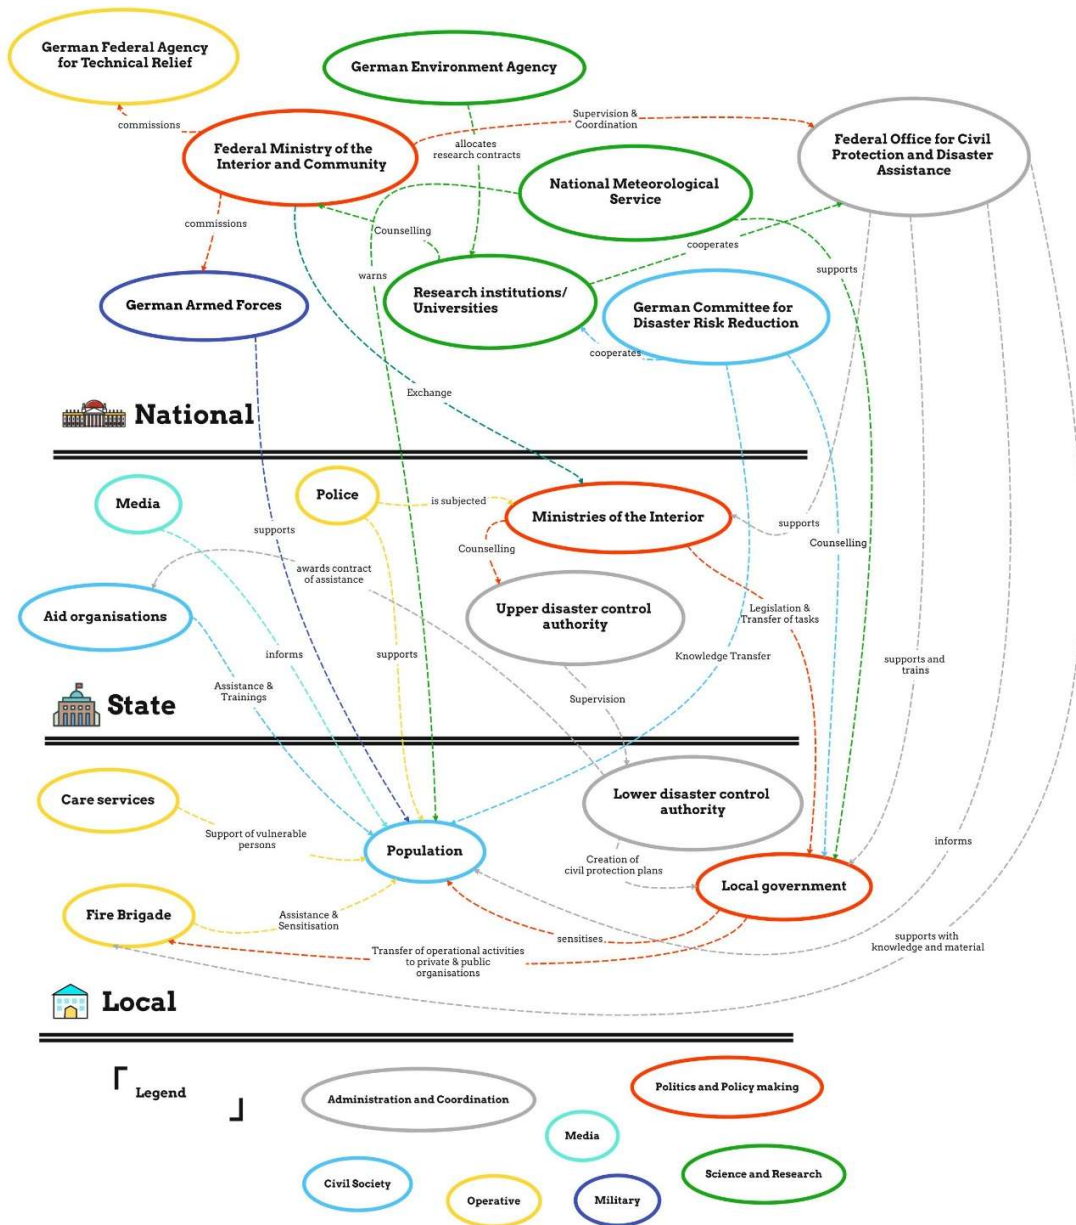 German Federal Agency
for Technical Relief
German Environment Agency
commissions
Supervision &
Coordination
Federal Ministry of the
Interior and Community
allocates
research contracts
Federal Office for Civil
Protection and Disaster
Assistance
National Meteorological
Service
commissions
Counselling
cooperates
warns
supports
German Armed Forces
Research institutions/
Universities
German Committee for
Disaster Risk Reduction
cooperates
Exchange
National
Media
Police
is subjected
Ministries of the Interior
supports
supports
Counselling
Counselling
awards contract
of assistance
Aid organisations
Upper disaster control
authority
Legislation &
Transfer of tasks
informs
supports
Knowledge Transfer
supports and
trains
Assistance &
Trainings
Supervision
State
Care services
Lower disaster control
authority
Support of vulnerable
persons
Population
informs
Creation of
civil protection plans
Local government
Fire Brigade
Assistance &
Sensitisation
sensitises
supports with
knowledge and material
Transfer of operational activities
to private & public
organisations
Local
Legend
Administration and Coordination
Politics and Policy making
Media
Civil Society
Operative
Military
Science and Research